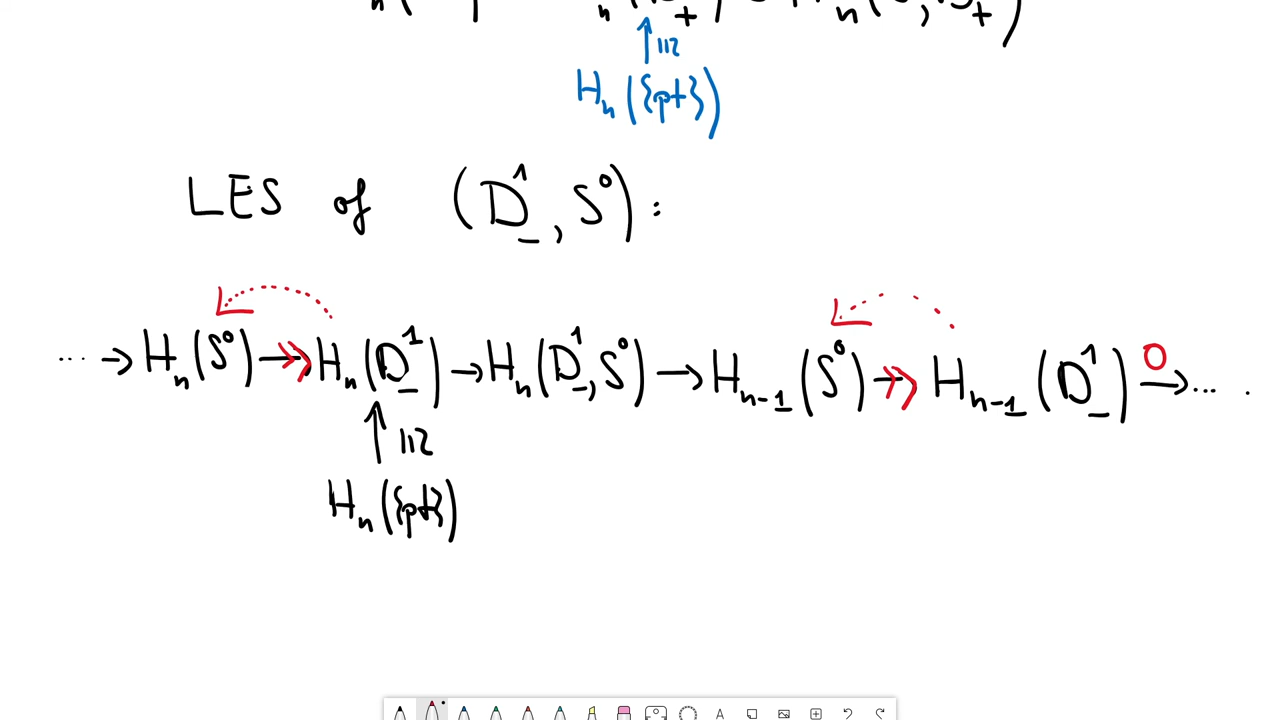 H_n({pt})
LES of (D^1_-, S^0):
··· → H_n(S^0) ↠ H_n(D^1_-) → H_n(D^1_-, S^0) → H_{n-1}(S^0) ↠ H_{n-1}(D^1_-) →^0 ··· .
↑ ≅
H_n({pt})